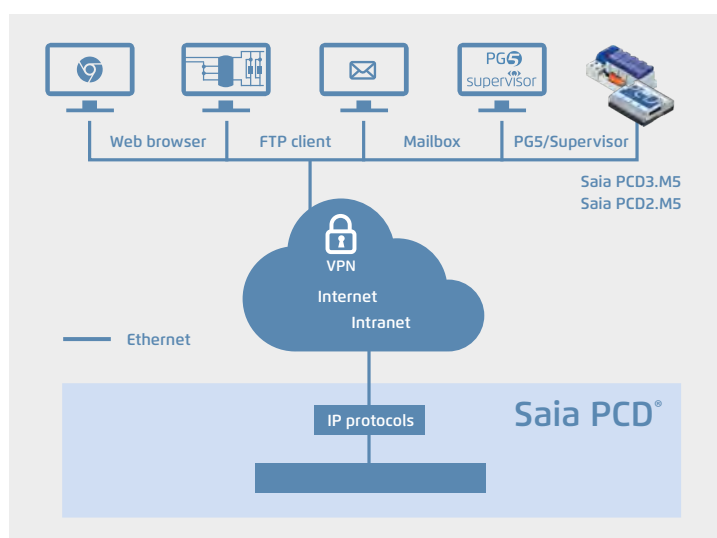 PG5
supervisor
Web browser
FTP client
Mailbox
PG5/Supervisor
Saia PCD3.M5
Saia PCD2.M5
VPN
Internet
Intranet
Ethernet
Saia PCD®
IP protocols